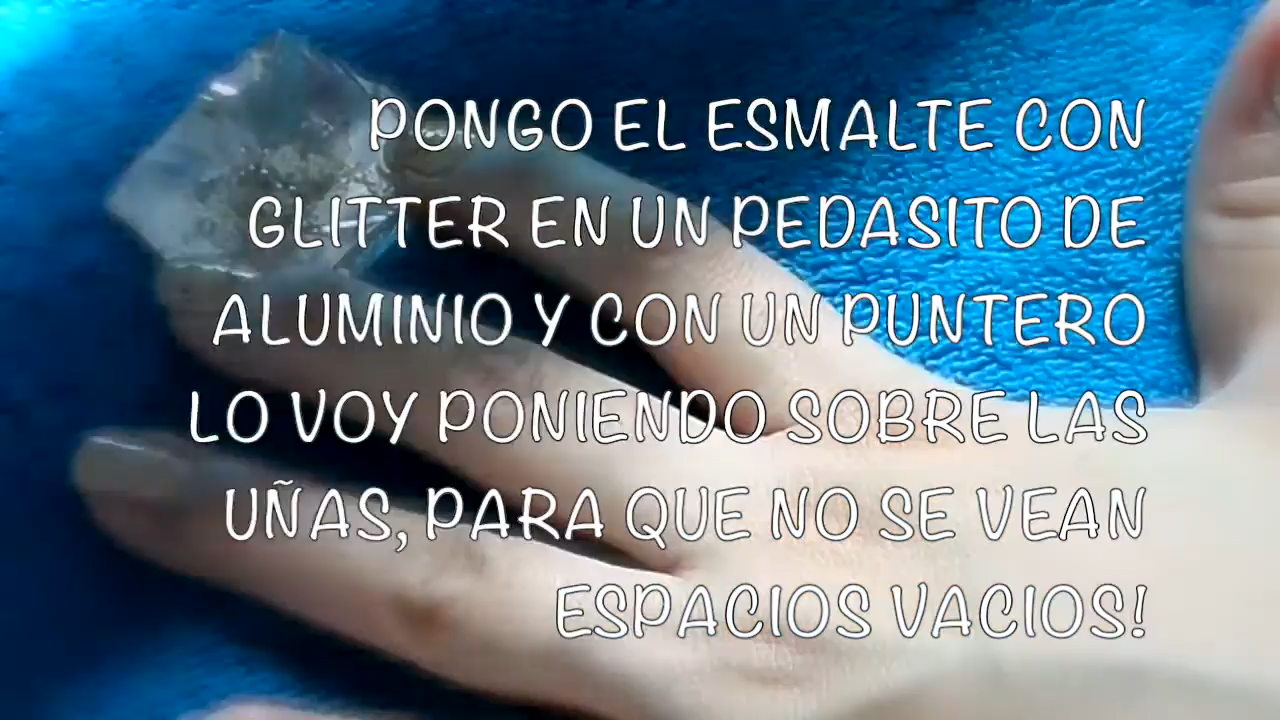 PONGO EL ESMALTE CON
GLITTER EN UN PEDASITO DE
ALUMINIO Y CON UN PUNTERO
LO VOY PONIENDO SOBRE LAS
UÑAS, PARA QUE NO SE VEAN
ESPACIOS VACIOS!